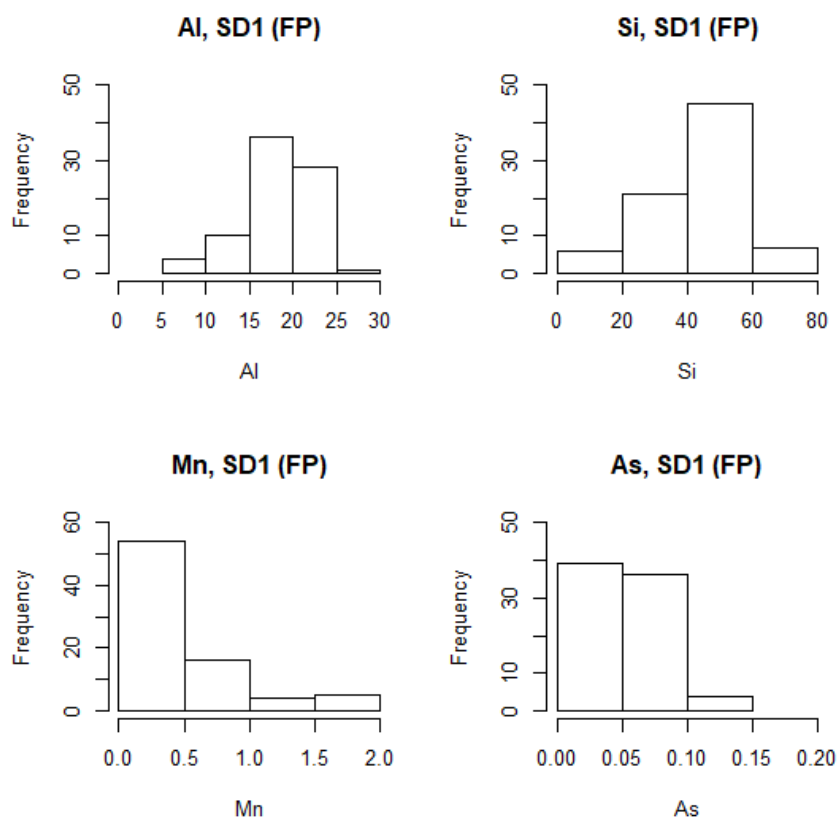 Al, SD1 (FP)
Frequency
0 10 30 50
0 5 10 15 20 25 30
Al
Si, SD1 (FP)
Frequency
0 10 30 50
0 20 40 60 80
Si
Mn, SD1 (FP)
Frequency
0 20 40 60
0.0 0.5 1.0 1.5 2.0
Mn
As, SD1 (FP)
Frequency
0 10 30 50
0.00 0.05 0.10 0.15 0.20
As